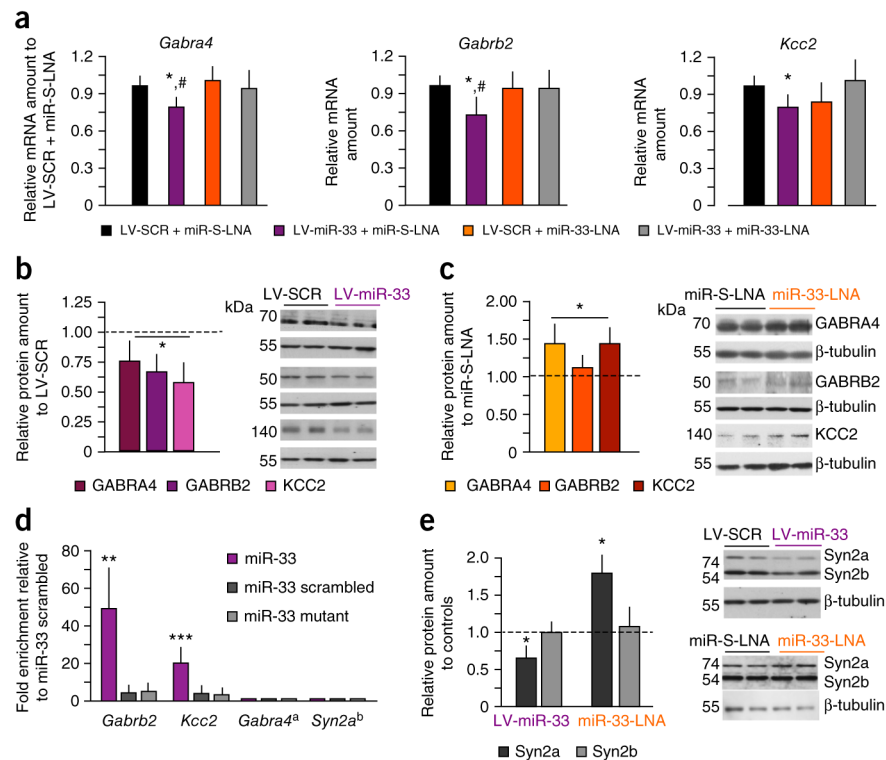 a
Gabra4
Gabrb2
Kcc2
Relative mRNA amount to
LV-SCR + miR-S-LNA
1.2
0.9
0.6
0.3
0
*,#
Relative mRNA
amount
1.2
0.9
0.6
0.3
0
*,#
Relative mRNA
amount
1.2
0.9
0.6
0.3
0
*
LV-SCR + miR-S-LNA
LV-miR-33 + miR-S-LNA
LV-SCR + miR-33-LNA
LV-miR-33 + miR-33-LNA
b
Relative protein amount
to LV-SCR
1.25
1.00
0.75
0.50
0.25
0
*
GABRA4
GABRB2
KCC2
LV-SCR LV-miR-33
kDa
70
55
50
55
140
55
c
Relative protein amount
to miR-S-LNA
2.00
1.50
1.00
0.50
0
*
GABRA4
GABRB2
KCC2
miR-S-LNA miR-33-LNA
kDa
70 GABRA4
55 β-tubulin
50 GABRB2
55 β-tubulin
140 KCC2
55 β-tubulin
d
Fold enrichment relative
to miR-33 scrambled
80
60
40
20
0
**
***
miR-33
miR-33 scrambled
miR-33 mutant
Gabrb2 Kcc2 Gabra4a Syn2ab
e
Relative protein amount
to controls
2.0
1.5
1.0
0.5
0
*
*
LV-miR-33 miR-33-LNA
Syn2a
Syn2b
LV-SCR LV-miR-33
74 Syn2a
54 Syn2b
55 β-tubulin
miR-S-LNA miR-33-LNA
74 Syn2a
54 Syn2b
55 β-tubulin